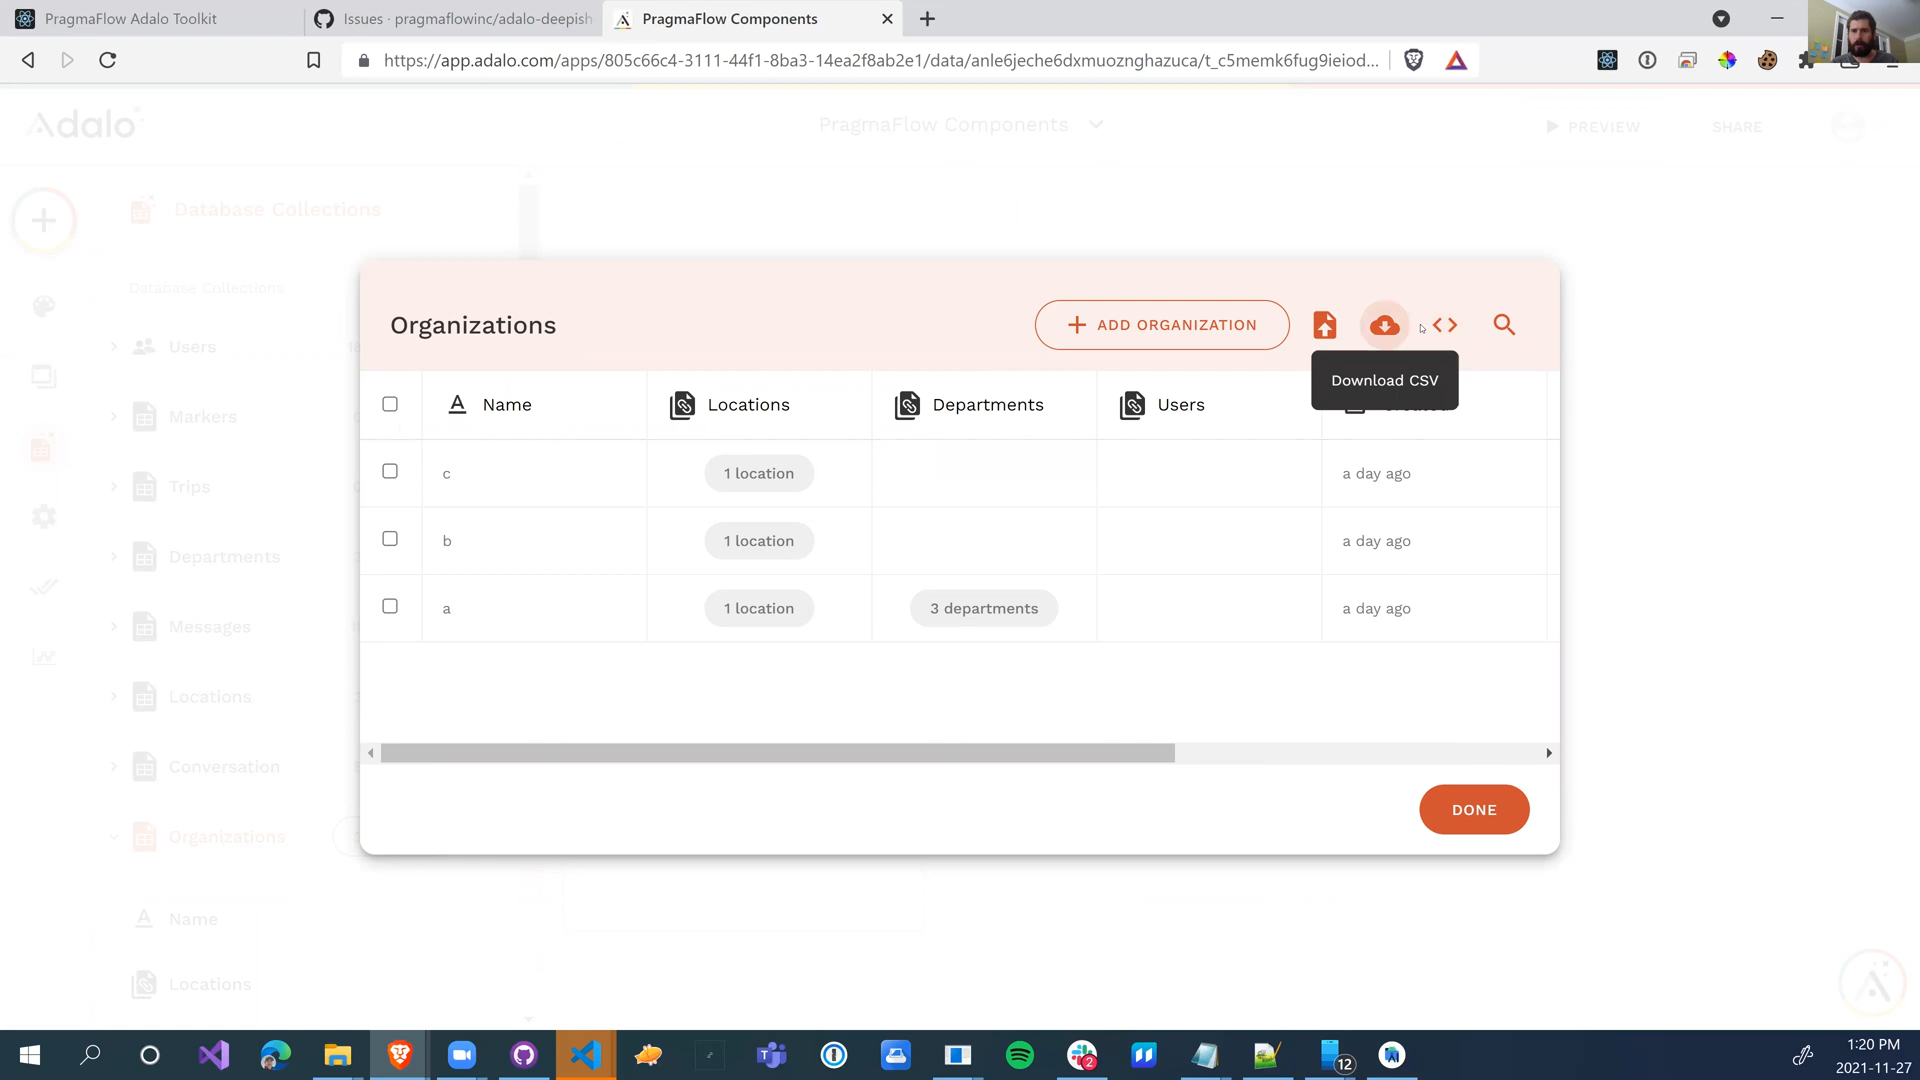 PragmaFlow Adalo Toolkit
Issues · pragmaflowinc/adalo-deepish
PragmaFlow Components
https://app.adalo.com/apps/805c66c4-3111-44f1-8ba3-14ea2f8ab2e1/data/anle6jeche6dxmuoznghazuca/t_c5memk6fug9ieiod...
Adalo
PragmaFlow Components
PREVIEW
SHARE
Database Collections
Database Collections
Users
Markers
Trips
Departments
Messages
Locations
Conversation
Organizations
Name
Locations
Organizations
ADD ORGANIZATION
Download CSV
Name
Locations
Departments
Users
c
1 location
a day ago
b
1 location
a day ago
a
1 location
3 departments
a day ago
DONE
2
12
1:20 PM
2021-11-27